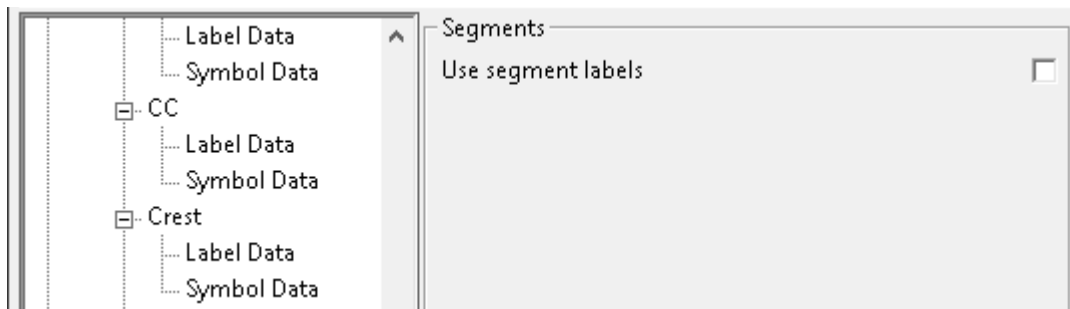 Label Data
Symbol Data
CC
Label Data
Symbol Data
Crest
Label Data
Symbol Data
Segments
Use segment labels